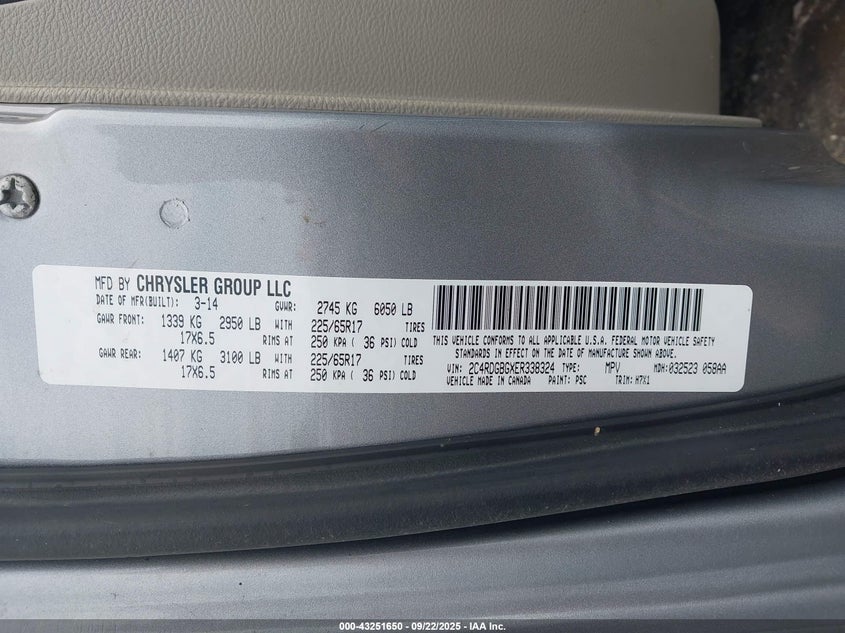 MFD BY CHRYSLER GROUP LLC
DATE OF MFR(BUILT): 3-14 GVWR: 2745 KG 6050 LB
GAWR FRONT: 1339 KG 2950 LB WITH 225/65R17 TIRES
17X6.5 RIMS AT 250 KPA ( 36 PSI) COLD
GAWR REAR: 1407 KG 3100 LB WITH 225/65R17 TIRES
17X6.5 RIMS AT 250 KPA ( 36 PSI) COLD
THIS VEHICLE CONFORMS TO ALL APPLICABLE U.S.A. FEDERAL MOTOR VEHICLE SAFETY
STANDARDS IN EFFECT ON THE DATE OF MANUFACTURE SHOWN ABOVE.
VIN: 2C4RDGBGXER338324 TYPE: MPV MDH: 032523 058AA
VEHICLE MADE IN CANADA PAINT: PSC TRIM: H7X1
000-43251650 - 09/22/2025 - IAA Inc.